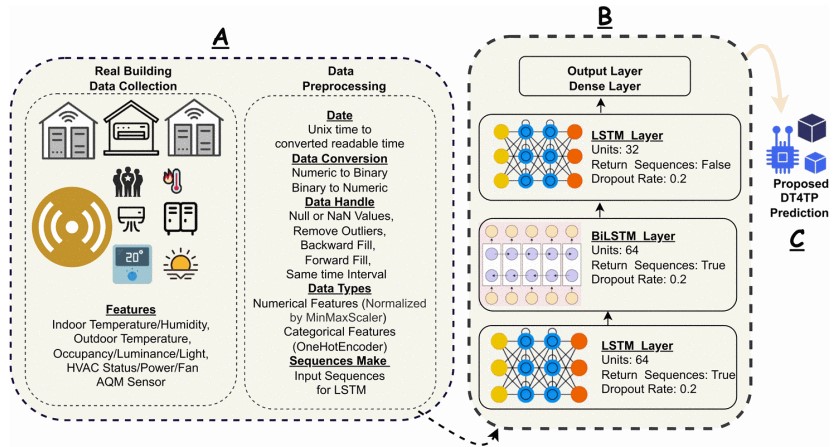 A
Real Building
Data Collection
20°
Features
Indoor Temperature/Humidity,
Outdoor Temperature,
Occupancy/Luminance/Light,
HVAC Status/Power/Fan
AQM Sensor
Data
Preprocessing
Date
Unix time to
converted readable time
Data Conversion
Numeric to Binary
Binary to Numeric
Data Handle
Null or NaN Values,
Remove Outliers,
Backward Fill,
Forward Fill,
Same time Interval
Data Types
Numerical Features (Normalized
by MinMaxScaler)
Categorical Features
(OneHotEncoder)
Sequences Make
Input Sequences
for LSTM
B
Output Layer
Dense Layer
LSTM Layer
Units: 32
Return Sequences: False
Dropout Rate: 0.2
BiLSTM Layer
Units: 64
Return Sequences: True
Dropout Rate: 0.2
LSTM Layer
Units: 64
Return Sequences: True
Dropout Rate: 0.2
Proposed
DT4TP
Prediction
C